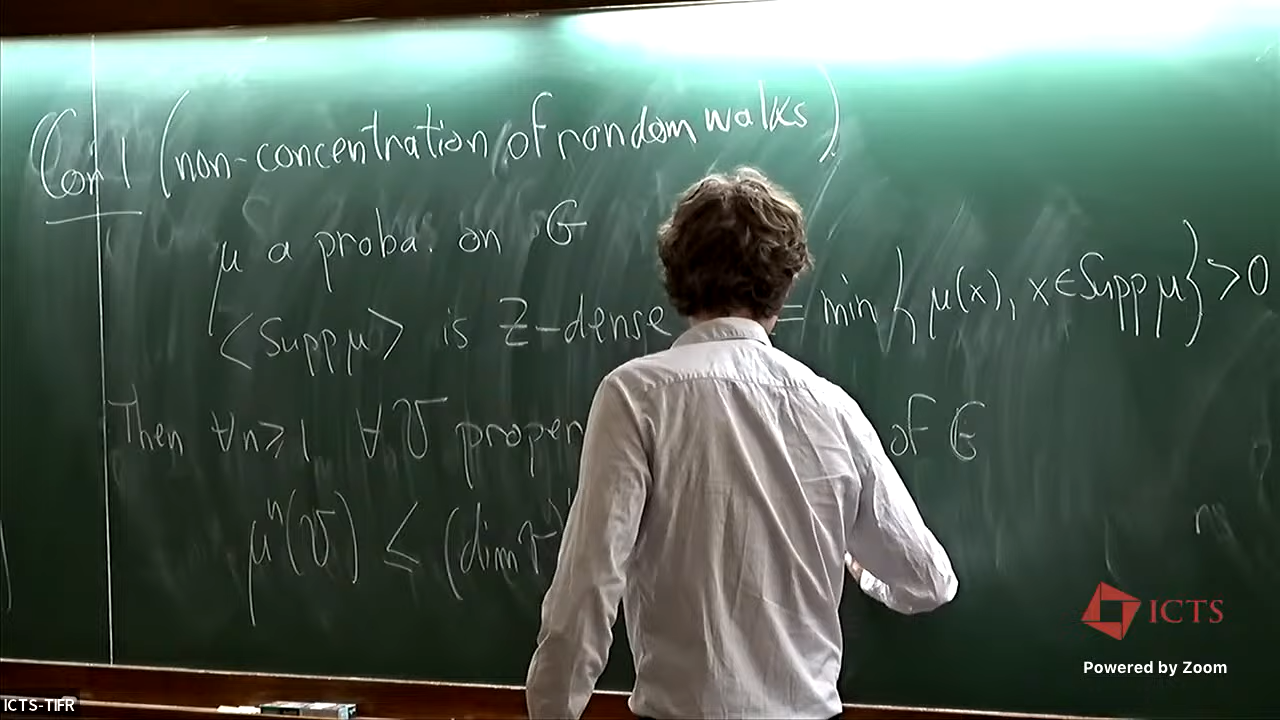 Cor 1 (non-concentration of random walks)
μ a proba. on G
<Supp μ> is Z-dense = min { μ(x), x ∈ Supp μ } > 0
Then ∀n≥1, ∀V proper of G
μⁿ(V) ≤ (dim V
ICTS
Powered by Zoom
ICTS-TIFR